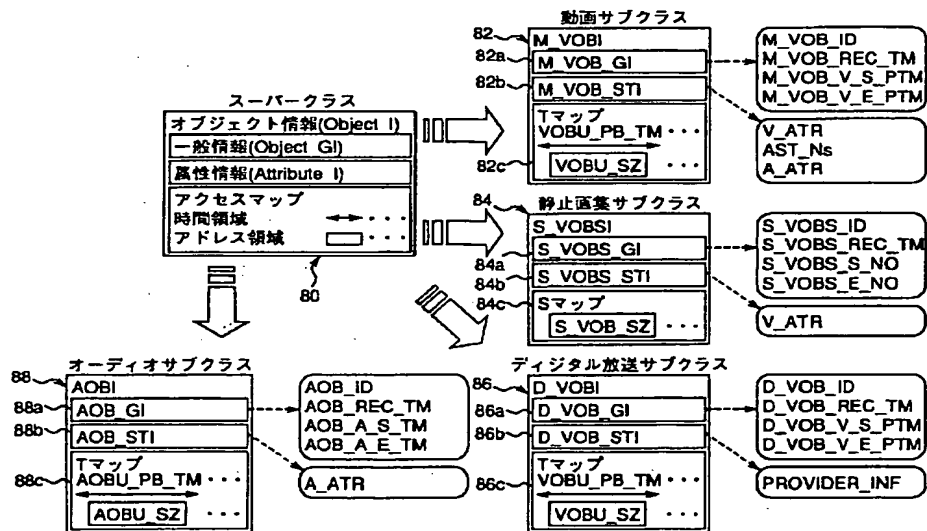 動画サブクラス
82
M_VOBI
82a
M_VOB_GI
82b
M_VOB_STI
Tマップ
VOBU_PB_TM ・・・
82c
VOBU_SZ ・・・
M_VOB_ID
M_VOB_REC_TM
M_VOB_V_S_PTM
M_VOB_V_E_PTM
V_ATR
AST_Ns
A_ATR
スーパークラス
オブジェクト情報(Object_I)
一般情報(Object_GI)
属性情報(Attribute_I)
アクセスマップ
時間領域 ・・・
アドレス領域 ・・・
80
静止画集サブクラス
84
S_VOBSI
84a
S_VOBS_GI
84b
S_VOBS_STI
84c
Sマップ
S_VOB_SZ ・・・
S_VOBS_ID
S_VOBS_REC_TM
S_VOBS_S_NO
S_VOBS_E_NO
V_ATR
オーディオサブクラス
88
AOBI
88a
AOB_GI
88b
AOB_STI
88c
Tマップ
AOBU_PB_TM ・・・
AOBU_SZ ・・・
AOB_ID
AOB_REC_TM
AOB_A_S_TM
AOB_A_E_TM
A_ATR
ディジタル放送サブクラス
86
D_VOBI
86a
D_VOB_GI
86b
D_VOB_STI
86c
Tマップ
VOBU_PB_TM ・・・
VOBU_SZ ・・・
D_VOB_ID
D_VOB_REC_TM
D_VOB_V_S_PTM
D_VOB_V_E_PTM
PROVIDER_INF